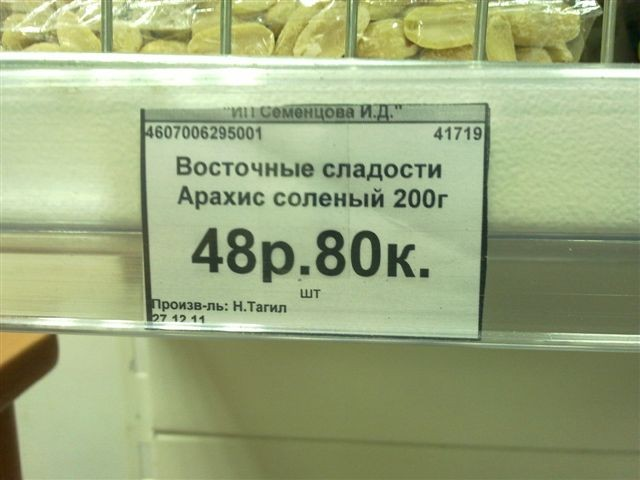 "ИП Семенцова И.Д."
4607006295001 41719
Восточные сладости
Арахис соленый 200г
48р.80к.
шт
Произв-ль: Н.Тагил
27.12.11